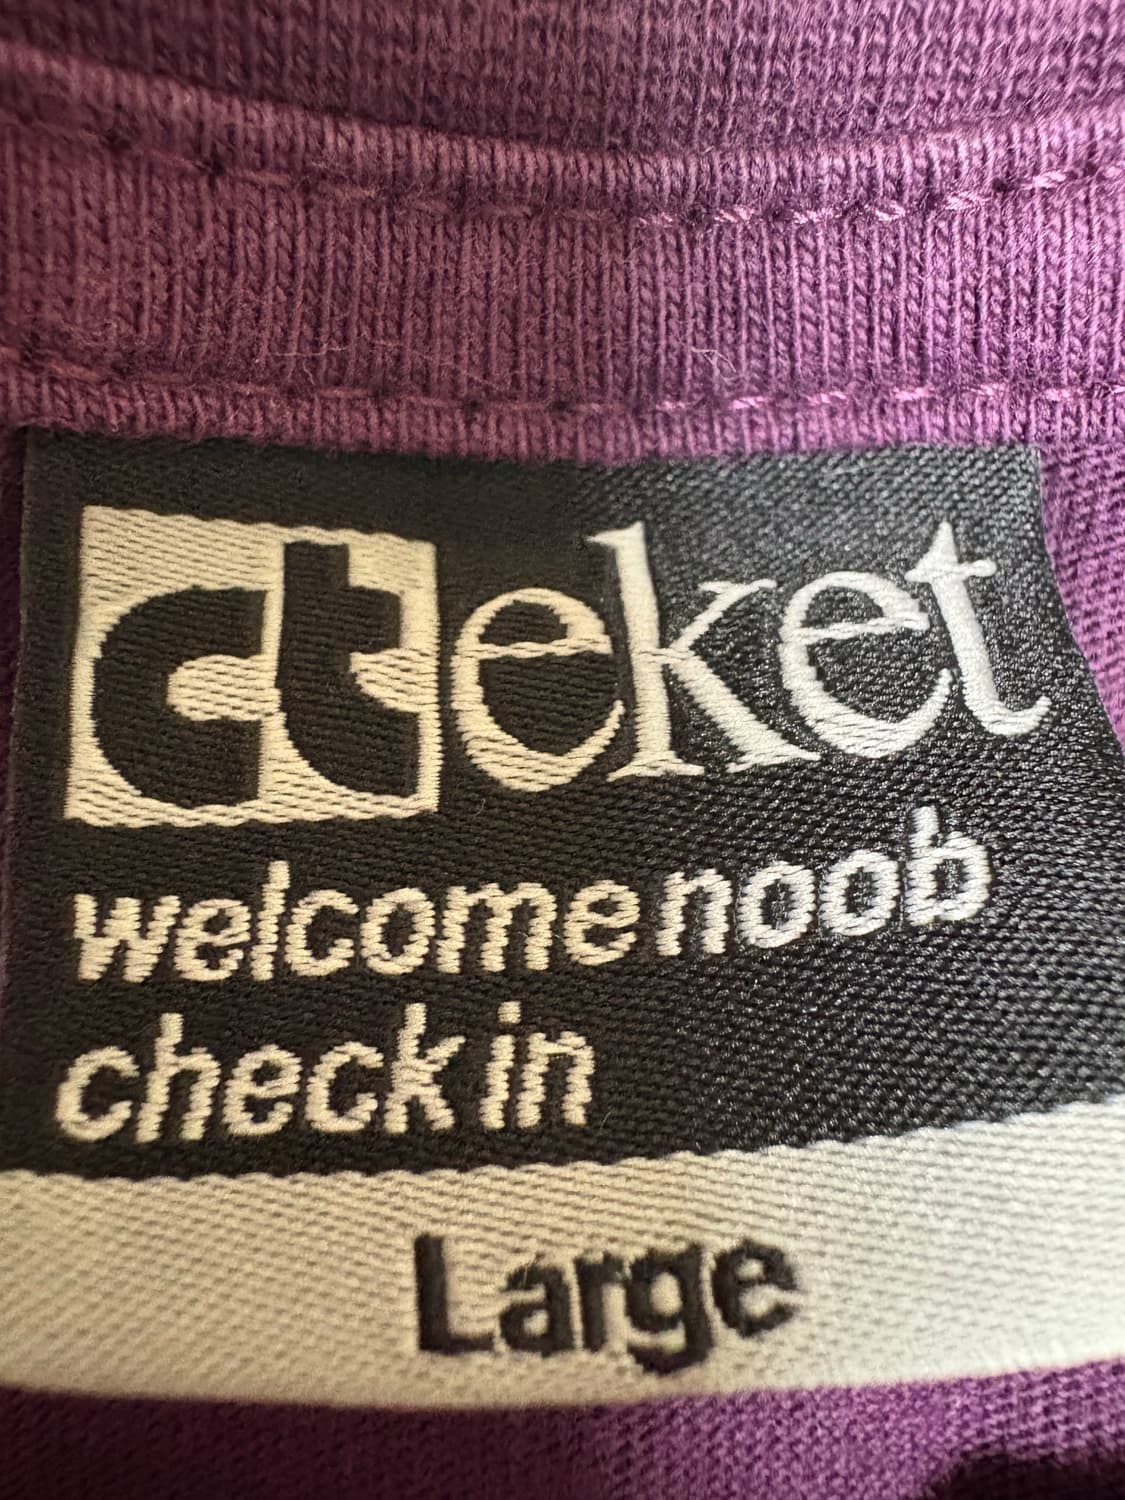 cteket
welcome noob
check in
Large